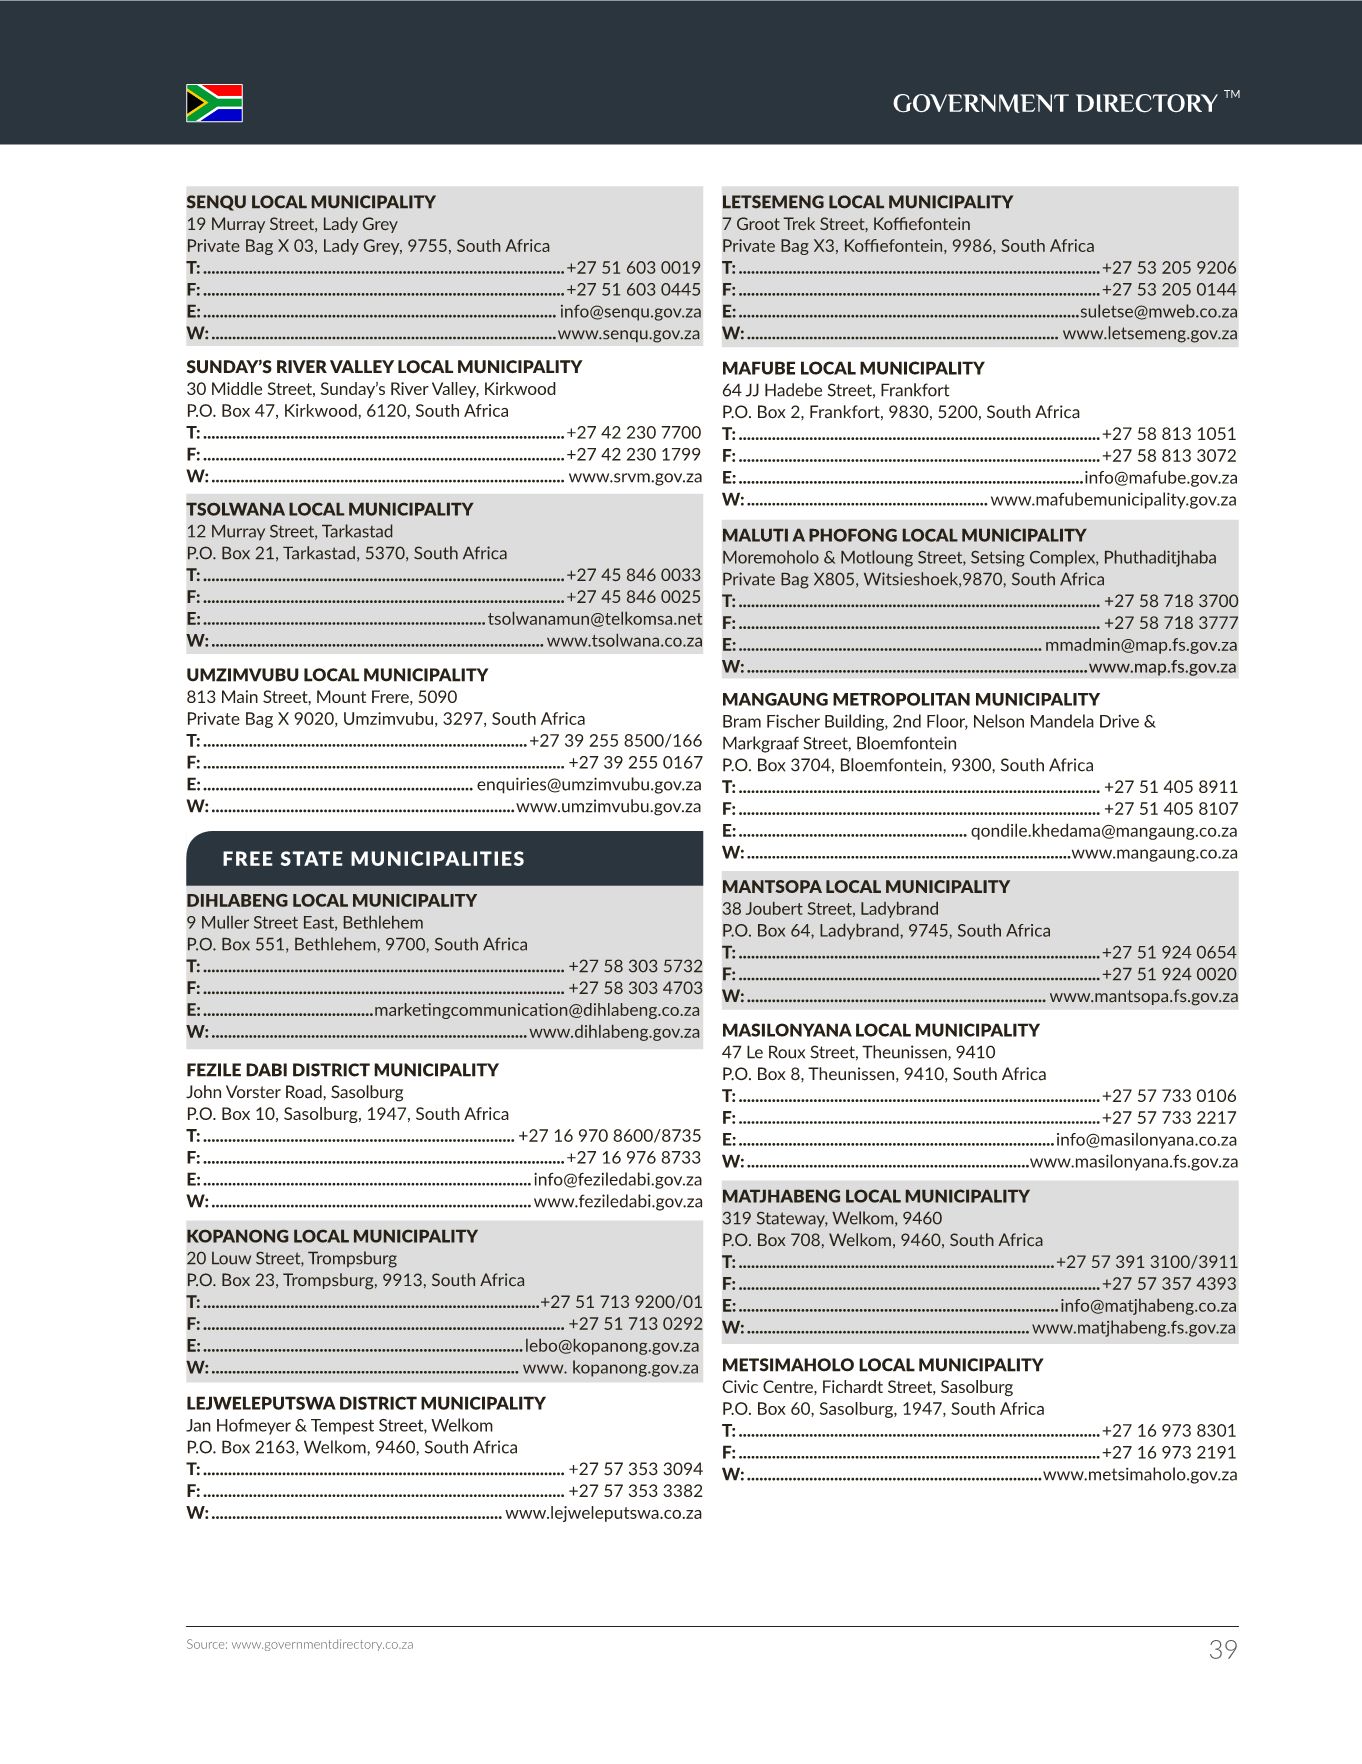 GOVERNMENT DIRECTORY ™
SENQU LOCAL MUNICIPALITY
19 Murray Street, Lady Grey
Private Bag X 03, Lady Grey, 9755, South Africa
T: +27 51 603 0019
F: +27 51 603 0445
E: info@senqu.gov.za
W: www.senqu.gov.za
SUNDAY’S RIVER VALLEY LOCAL MUNICIPALITY
30 Middle Street, Sunday’s River Valley, Kirkwood
P.O. Box 47, Kirkwood, 6120, South Africa
T: +27 42 230 7700
F: +27 42 230 1799
W: www.srvm.gov.za
TSOLWANA LOCAL MUNICIPALITY
12 Murray Street, Tarkastad
P.O. Box 21, Tarkastad, 5370, South Africa
T: +27 45 846 0033
F: +27 45 846 0025
E: tsolwanamun@telkomsa.net
W: www.tsolwana.co.za
UMZIMVUBU LOCAL MUNICIPALITY
813 Main Street, Mount Frere, 5090
Private Bag X 9020, Umzimvubu, 3297, South Africa
T: +27 39 255 8500/166
F: +27 39 255 0167
E: enquiries@umzimvubu.gov.za
W: www.umzimvubu.gov.za
FREE STATE MUNICIPALITIES
DIHLABENG LOCAL MUNICIPALITY
9 Muller Street East, Bethlehem
P.O. Box 551, Bethlehem, 9700, South Africa
T: +27 58 303 5732
F: +27 58 303 4703
E: marketingcommunication@dihlabeng.co.za
W: www.dihlabeng.gov.za
FEZILE DABI DISTRICT MUNICIPALITY
John Vorster Road, Sasolburg
P.O. Box 10, Sasolburg, 1947, South Africa
T: +27 16 970 8600/8735
F: +27 16 976 8733
E: info@feziledabi.gov.za
W: www.feziledabi.gov.za
KOPANONG LOCAL MUNICIPALITY
20 Louw Street, Trompsburg
P.O. Box 23, Trompsburg, 9913, South Africa
T: +27 51 713 9200/01
F: +27 51 713 0292
E: lebo@kopanong.gov.za
W: www. kopanong.gov.za
LEJWELEPUTSWA DISTRICT MUNICIPALITY
Jan Hofmeyer & Tempest Street, Welkom
P.O. Box 2163, Welkom, 9460, South Africa
T: +27 57 353 3094
F: +27 57 353 3382
W: www.lejweleputswa.co.za
LETSEMENG LOCAL MUNICIPALITY
7 Groot Trek Street, Koffiefontein
Private Bag X3, Koffiefontein, 9986, South Africa
T: +27 53 205 9206
F: +27 53 205 0144
E: suletse@mweb.co.za
W: www.letsemeng.gov.za
MAFUBE LOCAL MUNICIPALITY
64 JJ Hadebe Street, Frankfort
P.O. Box 2, Frankfort, 9830, 5200, South Africa
T: +27 58 813 1051
F: +27 58 813 3072
E: info@mafube.gov.za
W: www.mafubemunicipality.gov.za
MALUTI A PHOFONG LOCAL MUNICIPALITY
Moremoholo & Motloung Street, Setsing Complex, Phuthaditjhaba
Private Bag X805, Witsieshoek,9870, South Africa
T: +27 58 718 3700
F: +27 58 718 3777
E: mmadmin@map.fs.gov.za
W: www.map.fs.gov.za
MANGAUNG METROPOLITAN MUNICIPALITY
Bram Fischer Building, 2nd Floor, Nelson Mandela Drive &
Markgraaf Street, Bloemfontein
P.O. Box 3704, Bloemfontein, 9300, South Africa
T: +27 51 405 8911
F: +27 51 405 8107
E: qondile.khedama@mangaung.co.za
W: www.mangaung.co.za
MANTSOPA LOCAL MUNICIPALITY
38 Joubert Street, Ladybrand
P.O. Box 64, Ladybrand, 9745, South Africa
T: +27 51 924 0654
F: +27 51 924 0020
W: www.mantsopa.fs.gov.za
MASILONYANA LOCAL MUNICIPALITY
47 Le Roux Street, Theunissen, 9410
P.O. Box 8, Theunissen, 9410, South Africa
T: +27 57 733 0106
F: +27 57 733 2217
E: info@masilonyana.co.za
W: www.masilonyana.fs.gov.za
MATJHABENG LOCAL MUNICIPALITY
319 Stateway, Welkom, 9460
P.O. Box 708, Welkom, 9460, South Africa
T: +27 57 391 3100/3911
F: +27 57 357 4393
E: info@matjhabeng.co.za
W: www.matjhabeng.fs.gov.za
METSIMAHOLO LOCAL MUNICIPALITY
Civic Centre, Fichardt Street, Sasolburg
P.O. Box 60, Sasolburg, 1947, South Africa
T: +27 16 973 8301
F: +27 16 973 2191
W: www.metsimaholo.gov.za
Source: www.governmentdirectory.co.za
39